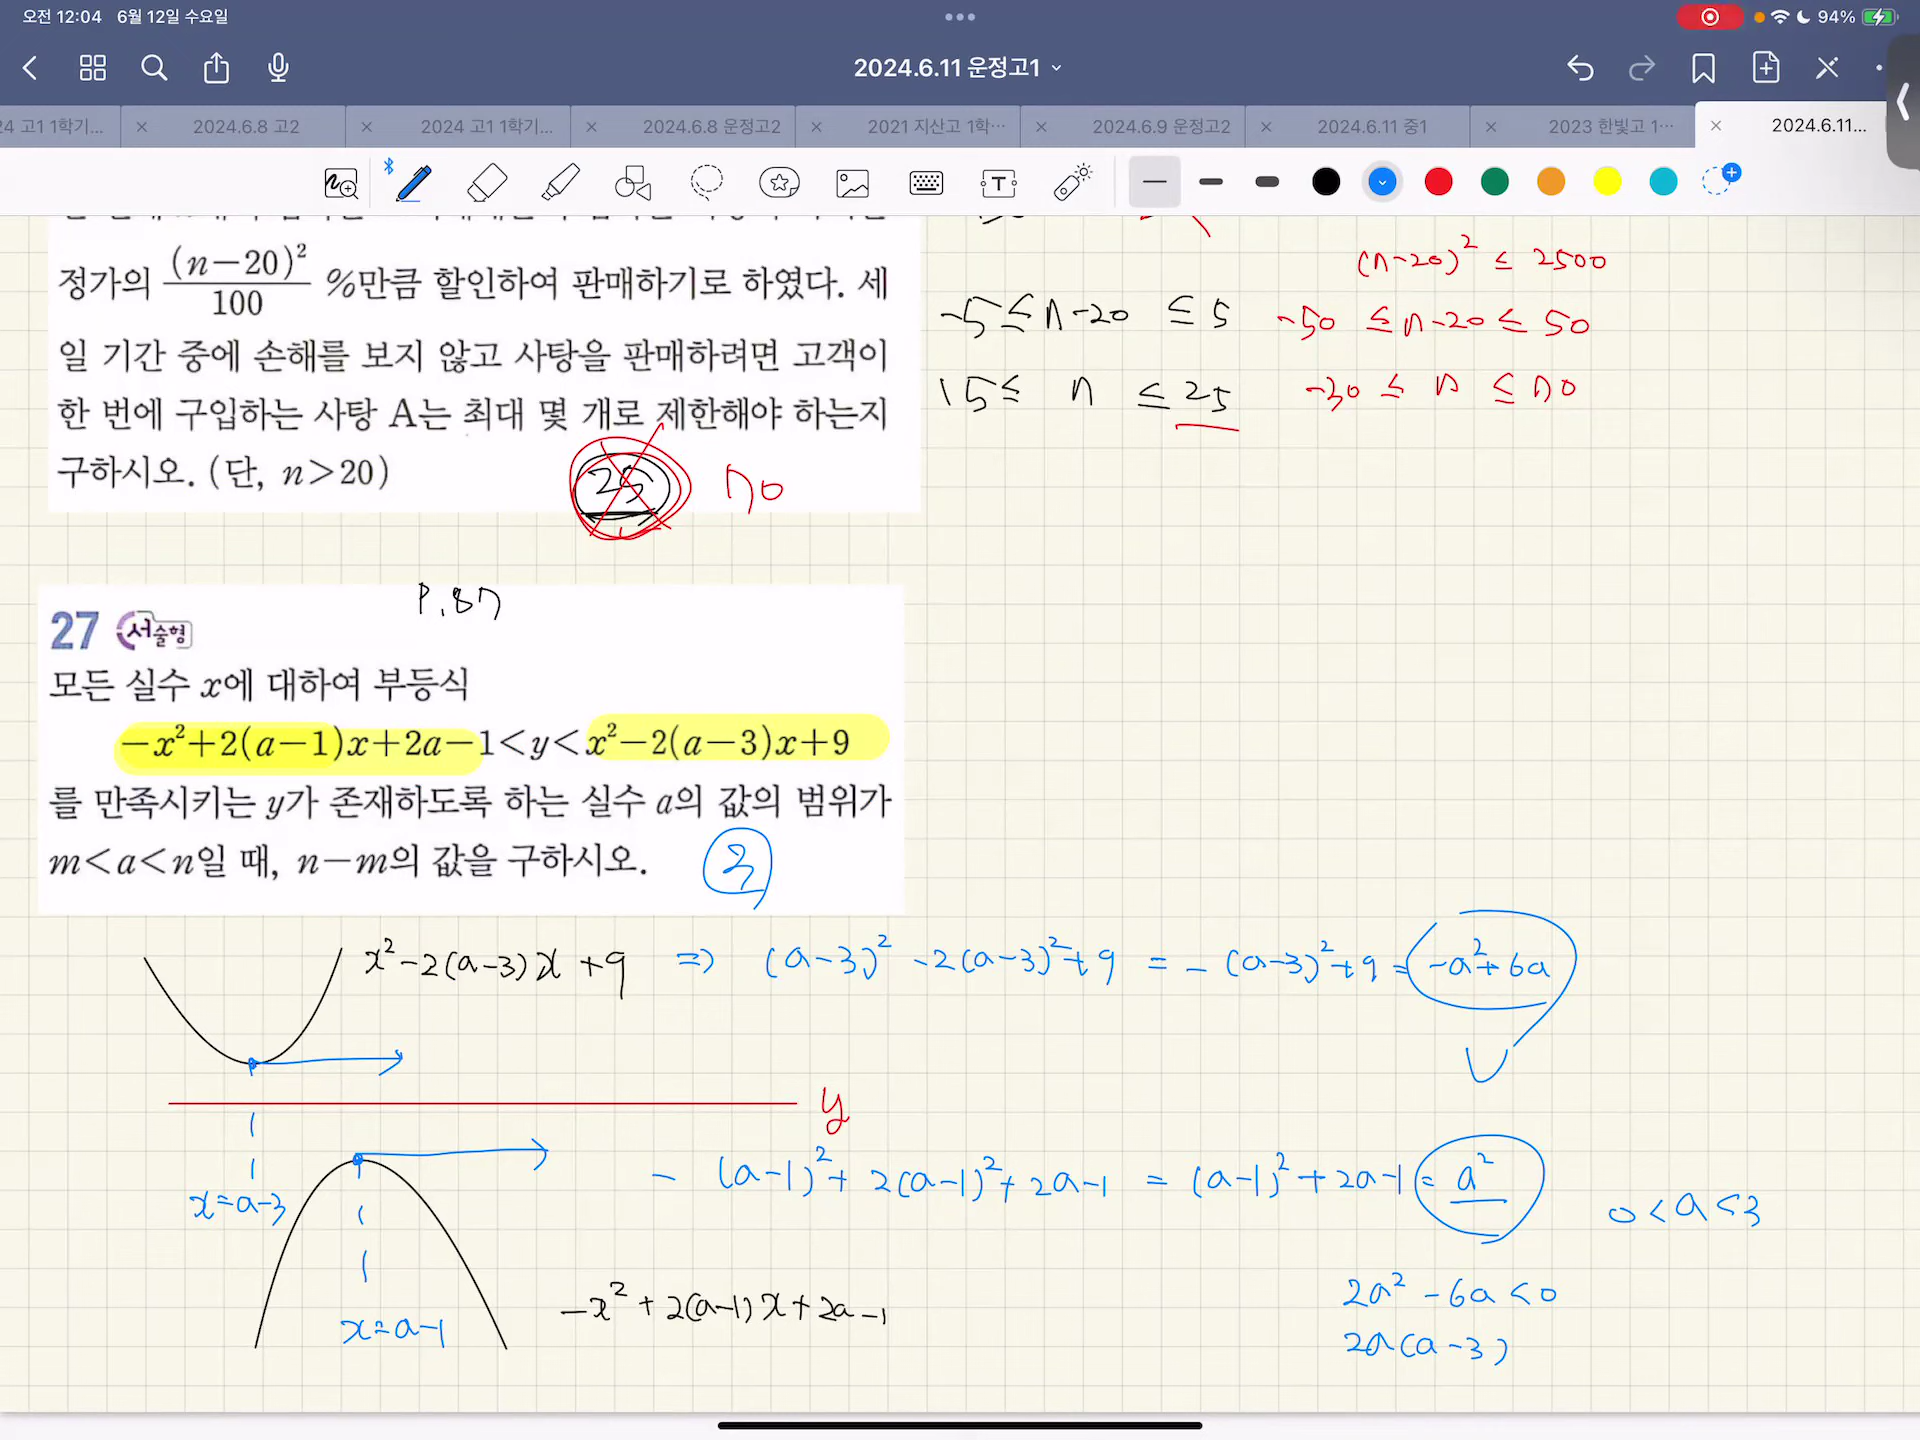 오전 12:04 6월 12일 수요일
94%
2024.6.11 운정고1
24 고1 1학기...
2024.6.8 고2
2024 고1 1학기...
2024.6.8 운정고2
2021 지산고 1학...
2024.6.9 운정고2
2024.6.11 중1
2023 한빛고 1...
2024.6.11...
정가의 (n-20)²/100 %만큼 할인하여 판매하기로 하였다. 세
일 기간 중에 손해를 보지 않고 사탕을 판매하려면 고객이
한 번에 구입하는 사탕 A는 최대 몇 개로 제한해야 하는지
구하시오. (단, n>20)
25 70
(n-20)² ≤ 2500
-5 ≤ n-20 ≤ 5
-50 ≤ n-20 ≤ 50
15 ≤ n ≤ 25
-30 ≤ n ≤ 70
P.87
27 서술형
모든 실수 x에 대하여 부등식
-x²+2(a-1)x+2a-1<y<x²-2(a-3)x+9
를 만족시키는 y가 존재하도록 하는 실수 a의 값의 범위가
m<a<n일 때, n-m의 값을 구하시오. 3
x²-2(a-3)x+9 ⇒ (a-3)²-2(a-3)²+9 = -(a-3)²+9 = -a²+6a
V
y
-(a-1)²+2(a-1)²+2a-1 = (a-1)²+2a-1 = a²
x=a-3
0<a<3
-x²+2(a-1)x+2a-1
2a²-6a<0
x=a-1
2a(a-3)